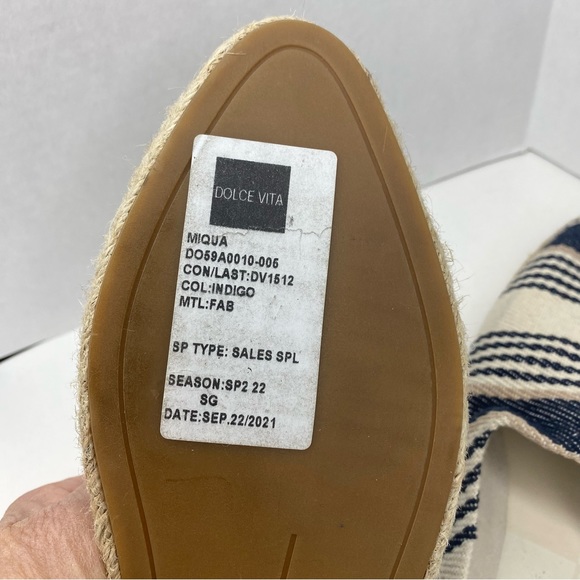 DOLCE VITA
MIQUA
DO59A0010-005
CON/LAST:DV1512
COL:INDIGO
MTL:FAB
SP TYPE: SALES SPL
SEASON:SP2 22
SG
DATE:SEP.22/2021